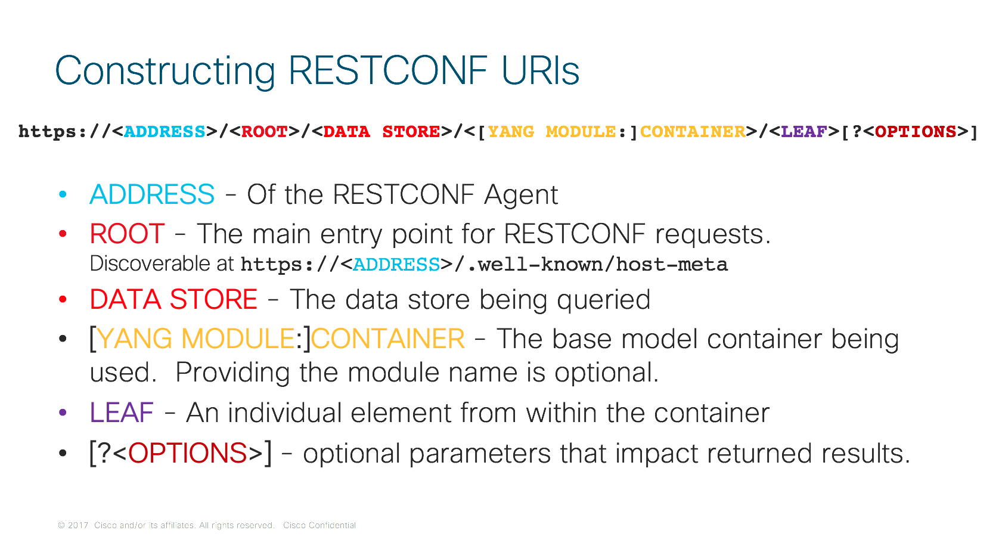 Constructing RESTCONF URIs
https://<ADDRESS>/<ROOT>/<DATA STORE>/<[YANG MODULE:]CONTAINER>/<LEAF>[?<OPTIONS>]
• ADDRESS – Of the RESTCONF Agent
• ROOT – The main entry point for RESTCONF requests.
Discoverable at https://<ADDRESS>/.well-known/host-meta
• DATA STORE – The data store being queried
• [YANG MODULE:]CONTAINER – The base model container being
used.  Providing the module name is optional.
• LEAF – An individual element from within the container
• [?<OPTIONS>] – optional parameters that impact returned results.
© 2017  Cisco and/or its affiliates. All rights reserved.   Cisco Confidential